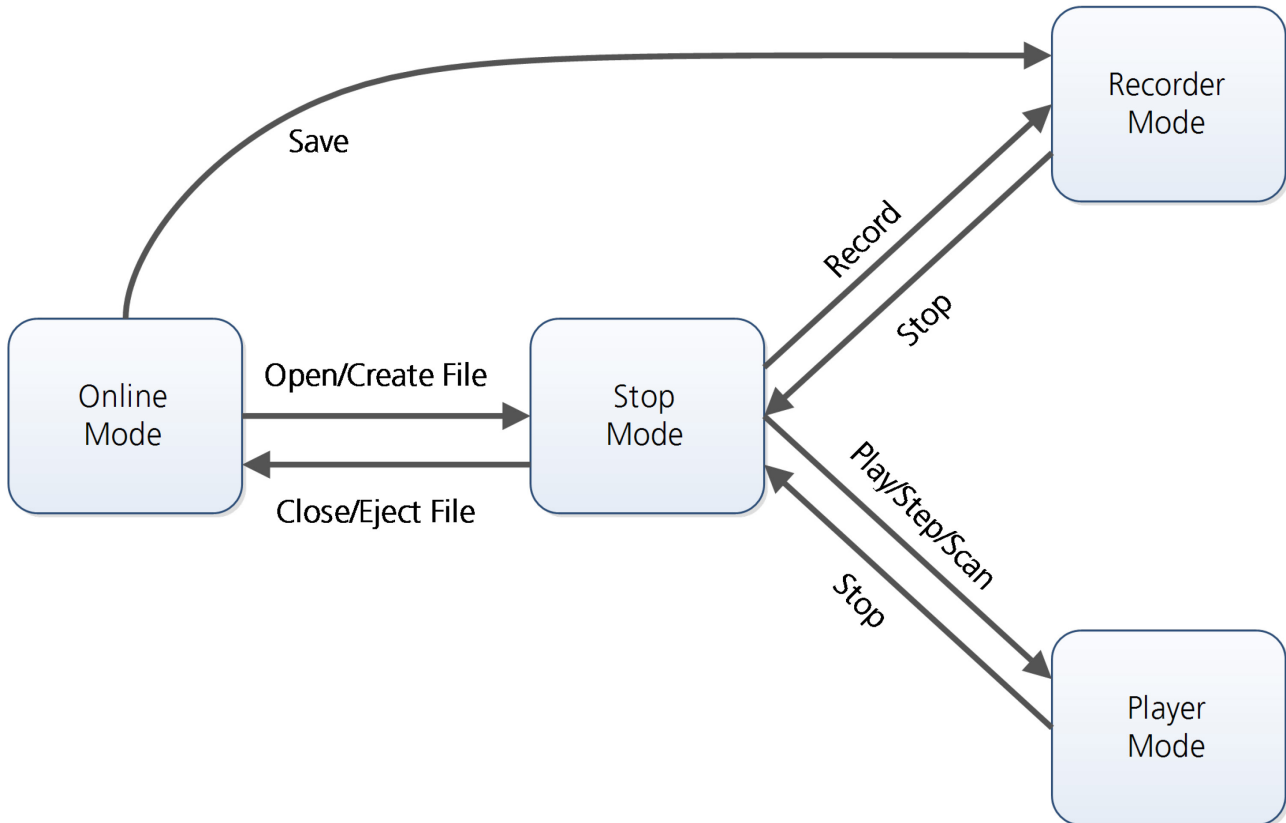 Save
Recorder
Mode
Record
Stop
Online
Mode
Open/Create File
Close/Eject File
Stop
Mode
Play/Step/Scan
Stop
Player
Mode